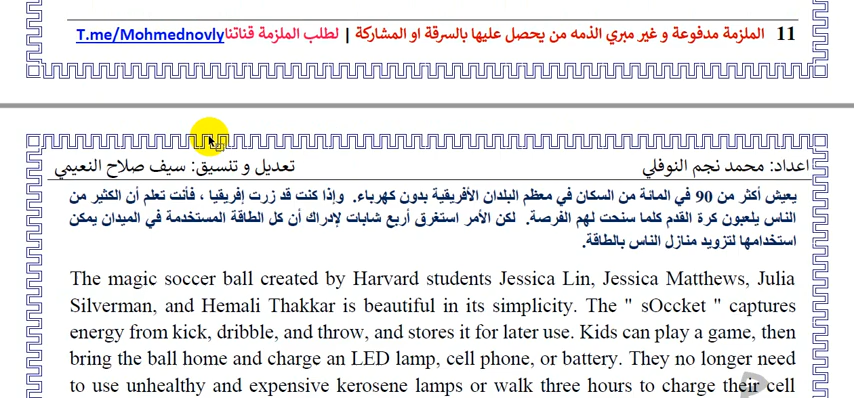 11 الملزمة مدفوعة و غير مبري الذمه من يحصل عليها بالسرقة او المشاركة | لطلب الملزمة قناتنا T.me/Mohmednovly
اعداد: محمد نجم النوفلي تعديل و تنسيق: سيف صلاح النعيمي
يعيش أكثر من 90 في المائة من السكان في معظم البلدان الأفريقية بدون كهرباء. وإذا كنت قد زرت إفريقيا ، فأنت تعلم أن الكثير من
الناس يلعبون كرة القدم كلما سنحت لهم الفرصة. لكن الأمر استغرق أربع شابات لإدراك أن كل الطاقة المستخدمة في الميدان يمكن
استخدامها لتزويد منازل الناس بالطاقة.
The magic soccer ball created by Harvard students Jessica Lin, Jessica Matthews, Julia
Silverman, and Hemali Thakkar is beautiful in its simplicity. The " sOccket " captures
energy from kick, dribble, and throw, and stores it for later use. Kids can play a game, then
bring the ball home and charge an LED lamp, cell phone, or battery. They no longer need
to use unhealthy and expensive kerosene lamps or walk three hours to charge their cell